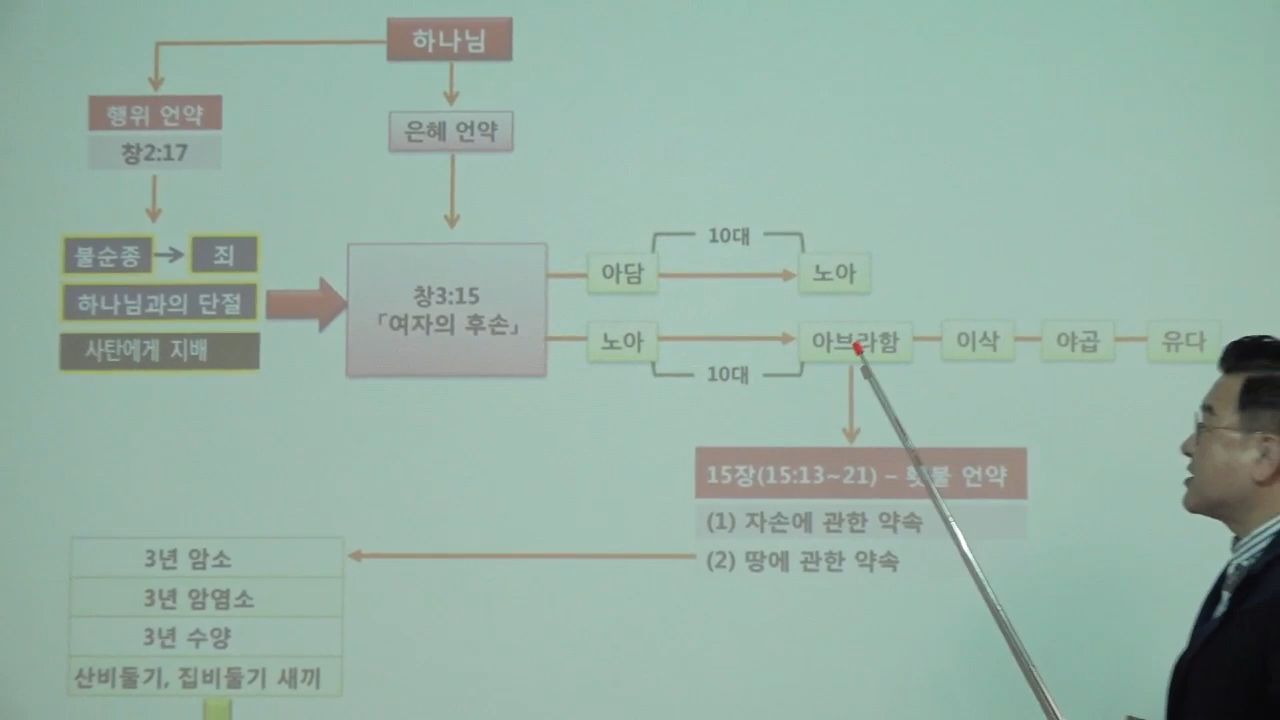 하나님
행위 언약
창2:17
은혜 언약
불순종
죄
하나님과의 단절
사탄에게 지배
창3:15
「여자의 후손」
아담
10대
노아
노아
10대
아브라함
이삭
야곱
유다
15장(15:13~21) – 횃불 언약
(1) 자손에 관한 약속
(2) 땅에 관한 약속
3년 암소
3년 암염소
3년 수양
산비둘기, 집비둘기 새끼